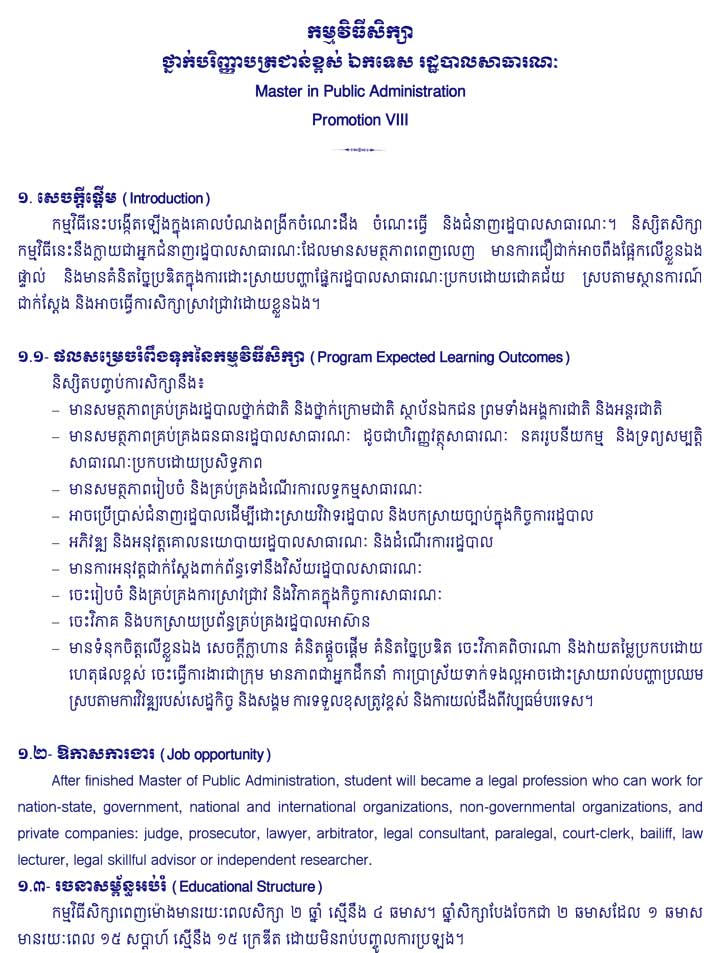 កម្មវិធីសិក្សា
ថ្នាក់បរិញ្ញាបត្រជាន់ខ្ពស់ ឯកទេស រដ្ឋបាលសាធារណៈ
Master in Public Administration
Promotion VIII
១. សេចក្តីផ្តើម (Introduction)
កម្មវិធីនេះបង្កើតឡើងក្នុងគោលបំណងពង្រីកចំណេះដឹង ចំណេះធ្វើ និងជំនាញរដ្ឋបាលសាធារណៈ។ និស្សិតសិក្សា
កម្មវិធីនេះនឹងក្លាយជាអ្នកជំនាញរដ្ឋបាលសាធារណៈដែលមានសមត្ថភាពពេញលេញ មានការជឿជាក់អាចពឹងផ្អែកលើខ្លួនឯង
ផ្ទាល់ និងមានគំនិតច្នៃប្រឌិតក្នុងការដោះស្រាយបញ្ហាផ្នែករដ្ឋបាលសាធារណៈប្រកបដោយជោគជ័យ ស្របតាមស្ថានការណ៍
ជាក់ស្តែង និងអាចធ្វើការសិក្សាស្រាវជ្រាវដោយខ្លួនឯង។
១.១- ផលសម្រេចរំពឹងទុកនៃកម្មវិធីសិក្សា (Program Expected Learning Outcomes)
និស្សិតបញ្ចប់ការសិក្សានឹង៖
– មានសមត្ថភាពគ្រប់គ្រងរដ្ឋបាលថ្នាក់ជាតិ និងថ្នាក់ក្រោមជាតិ ស្ថាប័នឯកជន ព្រមទាំងអង្គការជាតិ និងអន្តរជាតិ
– មានសមត្ថភាពគ្រប់គ្រងធនធានរដ្ឋបាលសាធារណៈ ដូចជាហិរញ្ញវត្ថុសាធារណៈ នគររូបនីយកម្ម និងទ្រព្យសម្បត្តិ
សាធារណៈប្រកបដោយប្រសិទ្ធភាព
– មានសមត្ថភាពរៀបចំ និងគ្រប់គ្រងដំណើរការលទ្ធកម្មសាធារណៈ
– អាចប្រើប្រាស់ជំនាញរដ្ឋបាលដើម្បីដោះស្រាយវិវាទរដ្ឋបាល និងបកស្រាយច្បាប់ក្នុងកិច្ចការរដ្ឋបាល
– អភិវឌ្ឍ និងអនុវត្តគោលនយោបាយរដ្ឋបាលសាធារណៈ និងដំណើរការរដ្ឋបាល
– មានការអនុវត្តជាក់ស្តែងពាក់ព័ន្ធទៅនឹងវិស័យរដ្ឋបាលសាធារណៈ
– ចេះរៀបចំ និងគ្រប់គ្រងការស្រាវជ្រាវ និងវិភាគក្នុងកិច្ចការសាធារណៈ
– ចេះវិភាគ និងបកស្រាយប្រព័ន្ធគ្រប់គ្រងរដ្ឋបាលអាស៊ាន
– មានទំនុកចិត្តលើខ្លួនឯង សេចក្តីក្លាហាន គំនិតផ្តួចផ្តើម គំនិតច្នៃប្រឌិត ចេះវិភាគពិចារណា និងវាយតម្លៃប្រកបដោយ
ហេតុផលខ្ពស់ ចេះធ្វើការងារជាក្រុម មានភាពជាអ្នកដឹកនាំ ការប្រាស្រ័យទាក់ទងល្អអាចដោះស្រាយរាល់បញ្ហាប្រឈម
ស្របតាមការវិវឌ្ឍរបស់សេដ្ឋកិច្ច និងសង្គម ការទទួលខុសត្រូវខ្ពស់ និងការយល់ដឹងពីវប្បធម៌បរទេស។
១.២- ឱកាសការងារ (Job opportunity)
After finished Master of Public Administration, student will became a legal profession who can work for
nation-state, government, national and international organizations, non-governmental organizations, and
private companies: judge, prosecutor, lawyer, arbitrator, legal consultant, paralegal, court-clerk, bailiff, law
lecturer, legal skillful advisor or independent researcher.
១.៣- រចនាសម្ព័ន្ធអប់រំ (Educational Structure)
កម្មវិធីសិក្សាពេញម៉ោងមានរយៈពេលសិក្សា ២ ឆ្នាំ ស្មើនឹង ៤ ឆមាស។ ឆ្នាំសិក្សាបែងចែកជា ២ ឆមាសដែល ១ ឆមាស
មានរយៈពេល ១៥ សប្តាហ៍ ស្មើនឹង ១៥ ក្រេឌីត ដោយមិនរាប់បញ្ចូលការប្រឡង។